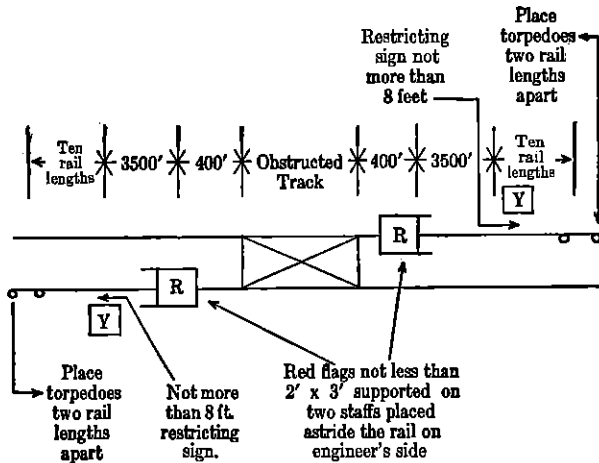 Place
torpedoes
two rail
lengths
apart
Restricting
sign not
more than
8 feet
Ten
rail
lengths
3500'
400'
Obstructed
Track
400'
3500'
Ten
rail
lengths
Y
R
R
Y
Place
torpedoes
two rail
lengths
apart
Not more
than 8 ft.
restricting
sign.
Red flags not less than
2' x 3' supported on
two staffs placed
astride the rail on
engineer's side